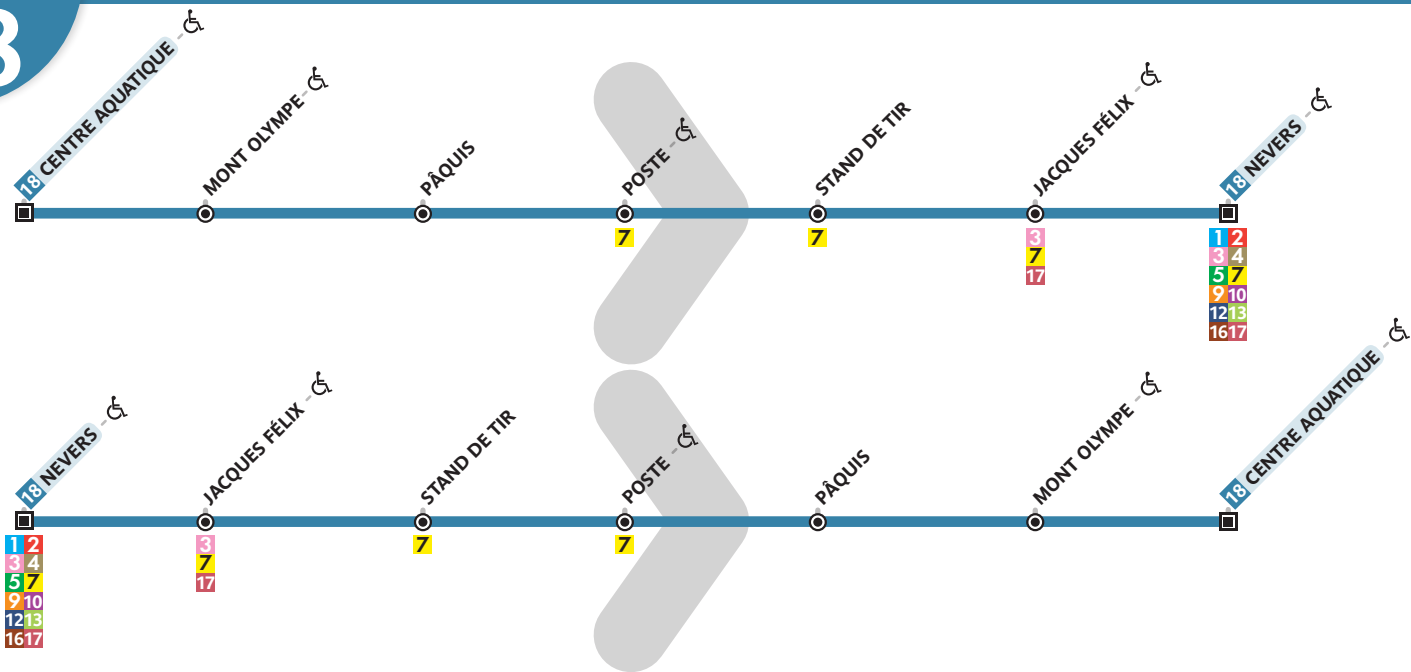 8
18 CENTRE AQUATIQUE
MONT OLYMPE
PÂQUIS
POSTE
STAND DE TIR
JACQUES FÉLIX
18 NEVERS
7
7
3
7
17
1 2
3 4
5 7
9 10
12 13
16 17
18 NEVERS
JACQUES FÉLIX
STAND DE TIR
POSTE
PÂQUIS
MONT OLYMPE
18 CENTRE AQUATIQUE
1 2
3 4
5 7
9 10
12 13
16 17
3
7
17
7
7